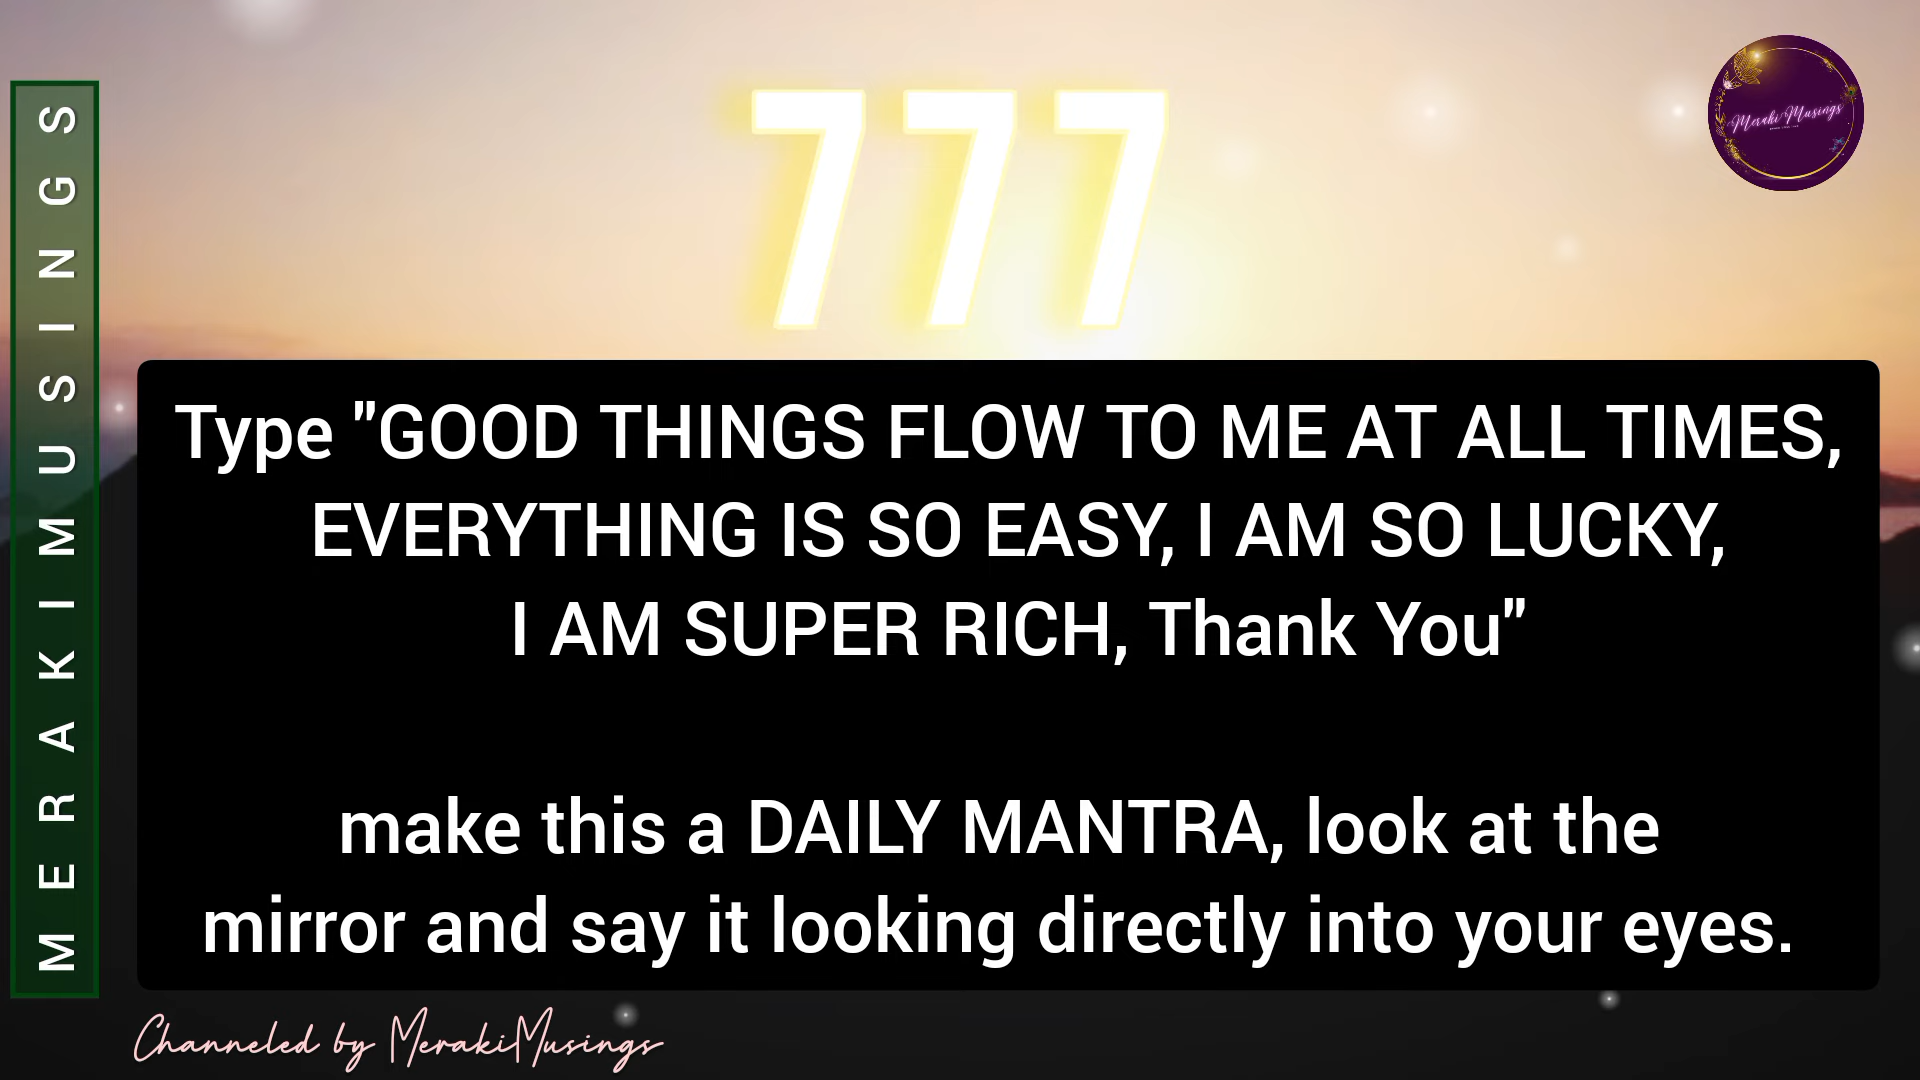 MERAKIMUSINGS
777
Meraki Musings
Type "GOOD THINGS FLOW TO ME AT ALL TIMES,
EVERYTHING IS SO EASY, I AM SO LUCKY,
I AM SUPER RICH, Thank You"
make this a DAILY MANTRA, look at the
mirror and say it looking directly into your eyes.
Channeled by MerakiMusings